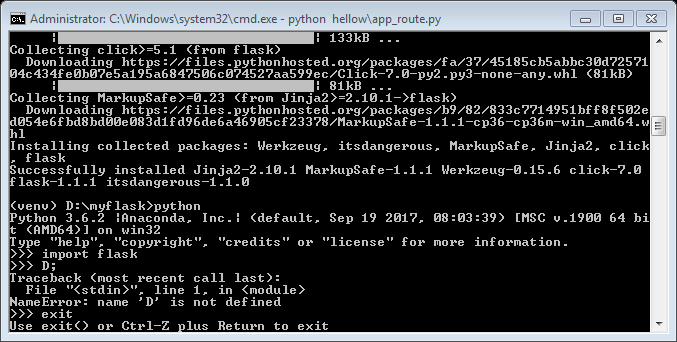 Administrator: C:\Windows\system32\cmd.exe - python hellow\app_route.py
¦ ¦ 133kB ...
Collecting click>=5.1 (from flask)
Downloading https://files.pythonhosted.org/packages/fa/37/45185cb5abbc30d72571
04c434fe0b07e5a195a6847506c074527aa599ec/Click-7.0-py2.py3-none-any.whl (81kB)
¦ ¦ 81kB ...
Collecting MarkupSafe>=0.23 (from Jinja2>=2.10.1->flask)
Downloading https://files.pythonhosted.org/packages/b9/82/833c7714951bff8f502e
d054e6fbd8bd00e083d1fd96de6a46905cf23378/MarkupSafe-1.1.1-cp36-cp36m-win_amd64.w
hl
Installing collected packages: Werkzeug, itsdangerous, MarkupSafe, Jinja2, click
, flask
Successfully installed Jinja2-2.10.1 MarkupSafe-1.1.1 Werkzeug-0.15.6 click-7.0
flask-1.1.1 itsdangerous-1.1.0
(venv) D:\myflask>python
Python 3.6.2 ¦Anaconda, Inc.¦ (default, Sep 19 2017, 08:03:39) [MSC v.1900 64 bi
t (AMD64)] on win32
Type "help", "copyright", "credits" or "license" for more information.
>>> import flask
>>> D;
Traceback (most recent call last):
File "<stdin>", line 1, in <module>
NameError: name 'D' is not defined
>>> exit
Use exit() or Ctrl-Z plus Return to exit